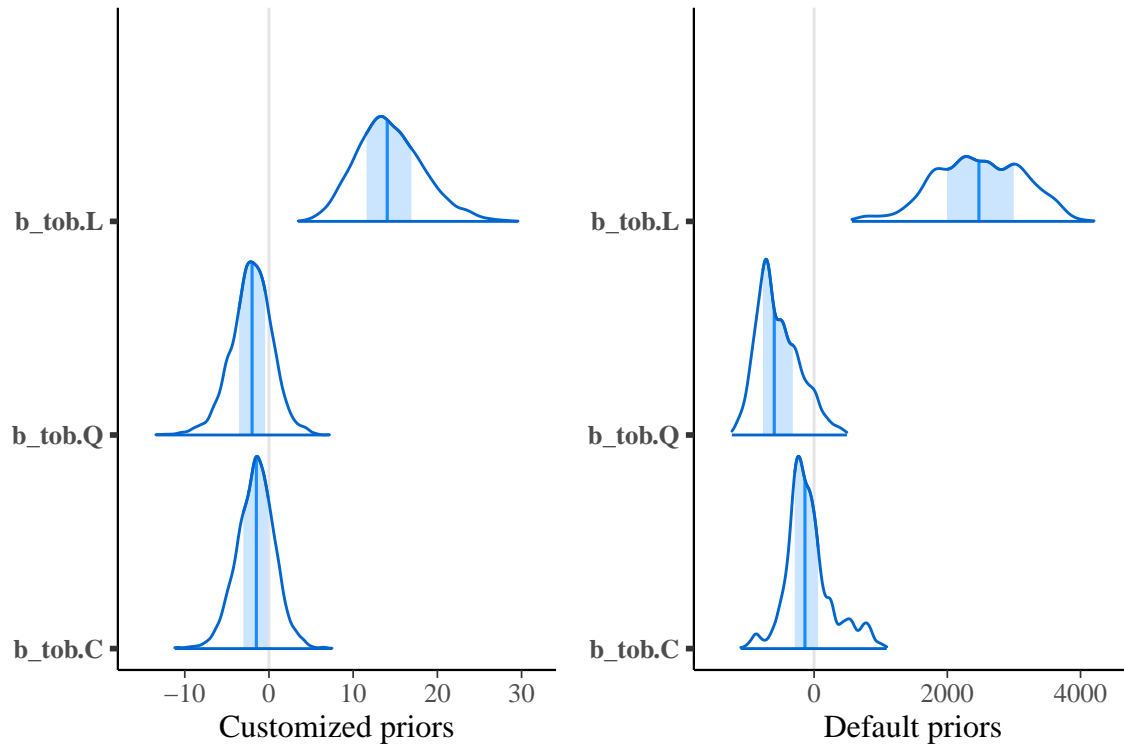 b_tob.L
b_tob.Q
b_tob.C
−10 0 10 20 30
Customized priors
b_tob.L
b_tob.Q
b_tob.C
0 2000 4000
Default priors